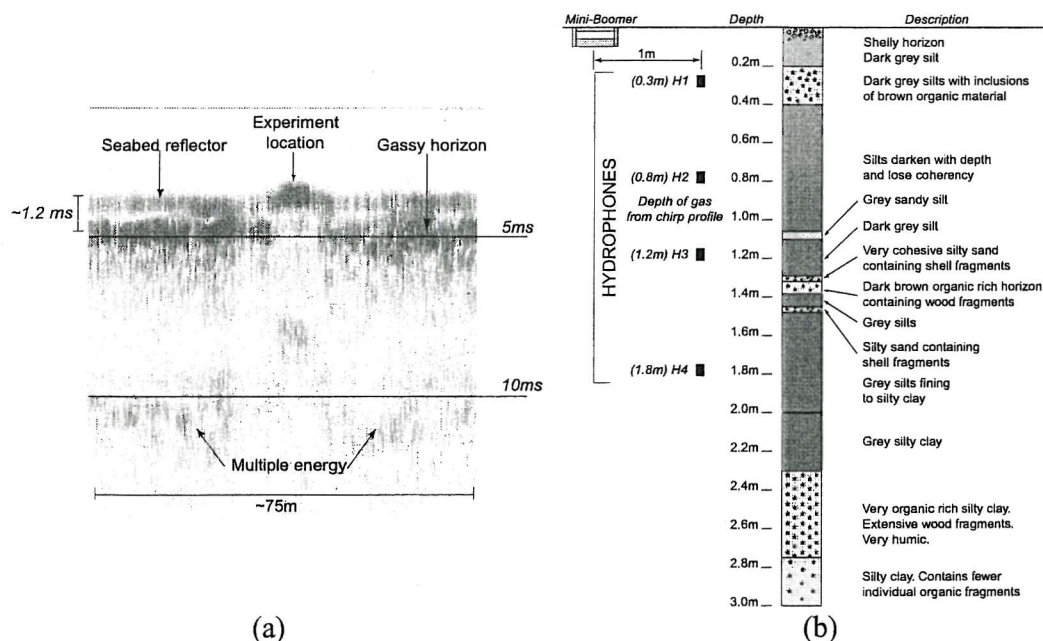 Experiment
location
Seabed reflector
Gassy horizon
~1.2 ms
5ms
10ms
Multiple energy
~75m
(a)
Mini-Boomer
Depth
Description
1m
HYDROPHONES
(0.3m) H1
(0.8m) H2
Depth of gas
from chirp profile
(1.2m) H3
(1.8m) H4
0.2m
0.4m
0.6m
0.8m
1.0m
1.2m
1.4m
1.6m
1.8m
2.0m
2.2m
2.4m
2.6m
2.8m
3.0m
Shelly horizon
Dark grey silt
Dark grey silts with inclusions
of brown organic material
Silts darken with depth
and lose coherency
Grey sandy silt
Dark grey silt
Very cohesive silty sand
containing shell fragments
Dark brown organic rich horizon
containing wood fragments
Grey silts
Silty sand containing
shell fragments
Grey silts fining
to silty clay
Grey silty clay
Very organic rich silty clay.
Extensive wood fragments.
Very humic.
Silty clay. Contains fewer
individual organic fragments
(b)